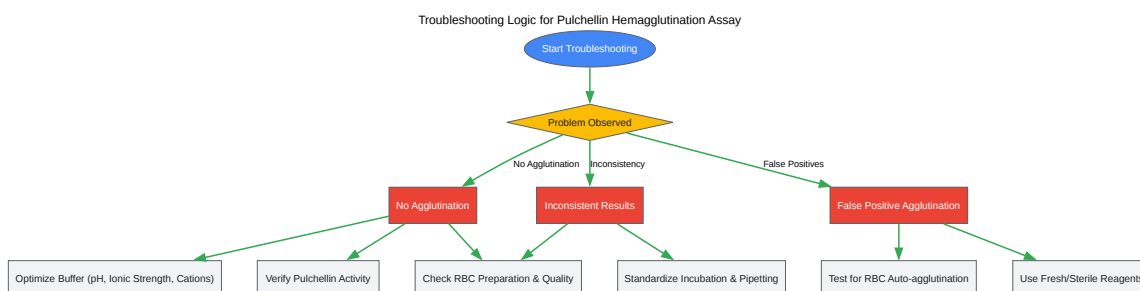 Troubleshooting Logic for Pulchellin Hemagglutination Assay
Start Troubleshooting
Problem Observed
No Agglutination
Inconsistency
False Positives
No Agglutination
Inconsistent Results
False Positive Agglutination
Optimize Buffer (pH, Ionic Strength, Cations)
Verify Pulchellin Activity
Check RBC Preparation & Quality
Standardize Incubation & Pipetting
Test for RBC Auto-agglutination
Use Fresh/Sterile Reagents